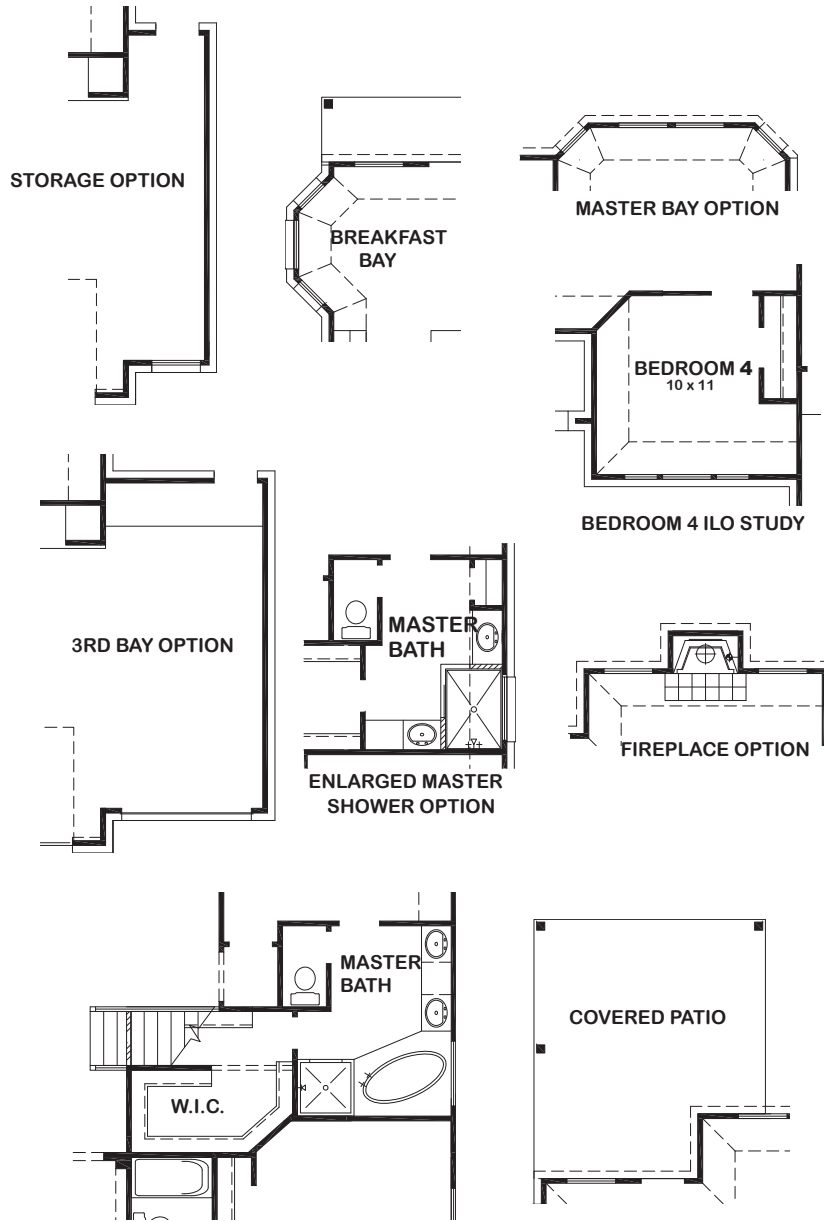 STORAGE OPTION
BREAKFAST
BAY
MASTER BAY OPTION
BEDROOM 4
10 x 11
BEDROOM 4 ILO STUDY
3RD BAY OPTION
MASTER
BATH
ENLARGED MASTER
SHOWER OPTION
FIREPLACE OPTION
MASTER
BATH
W.I.C.
COVERED PATIO